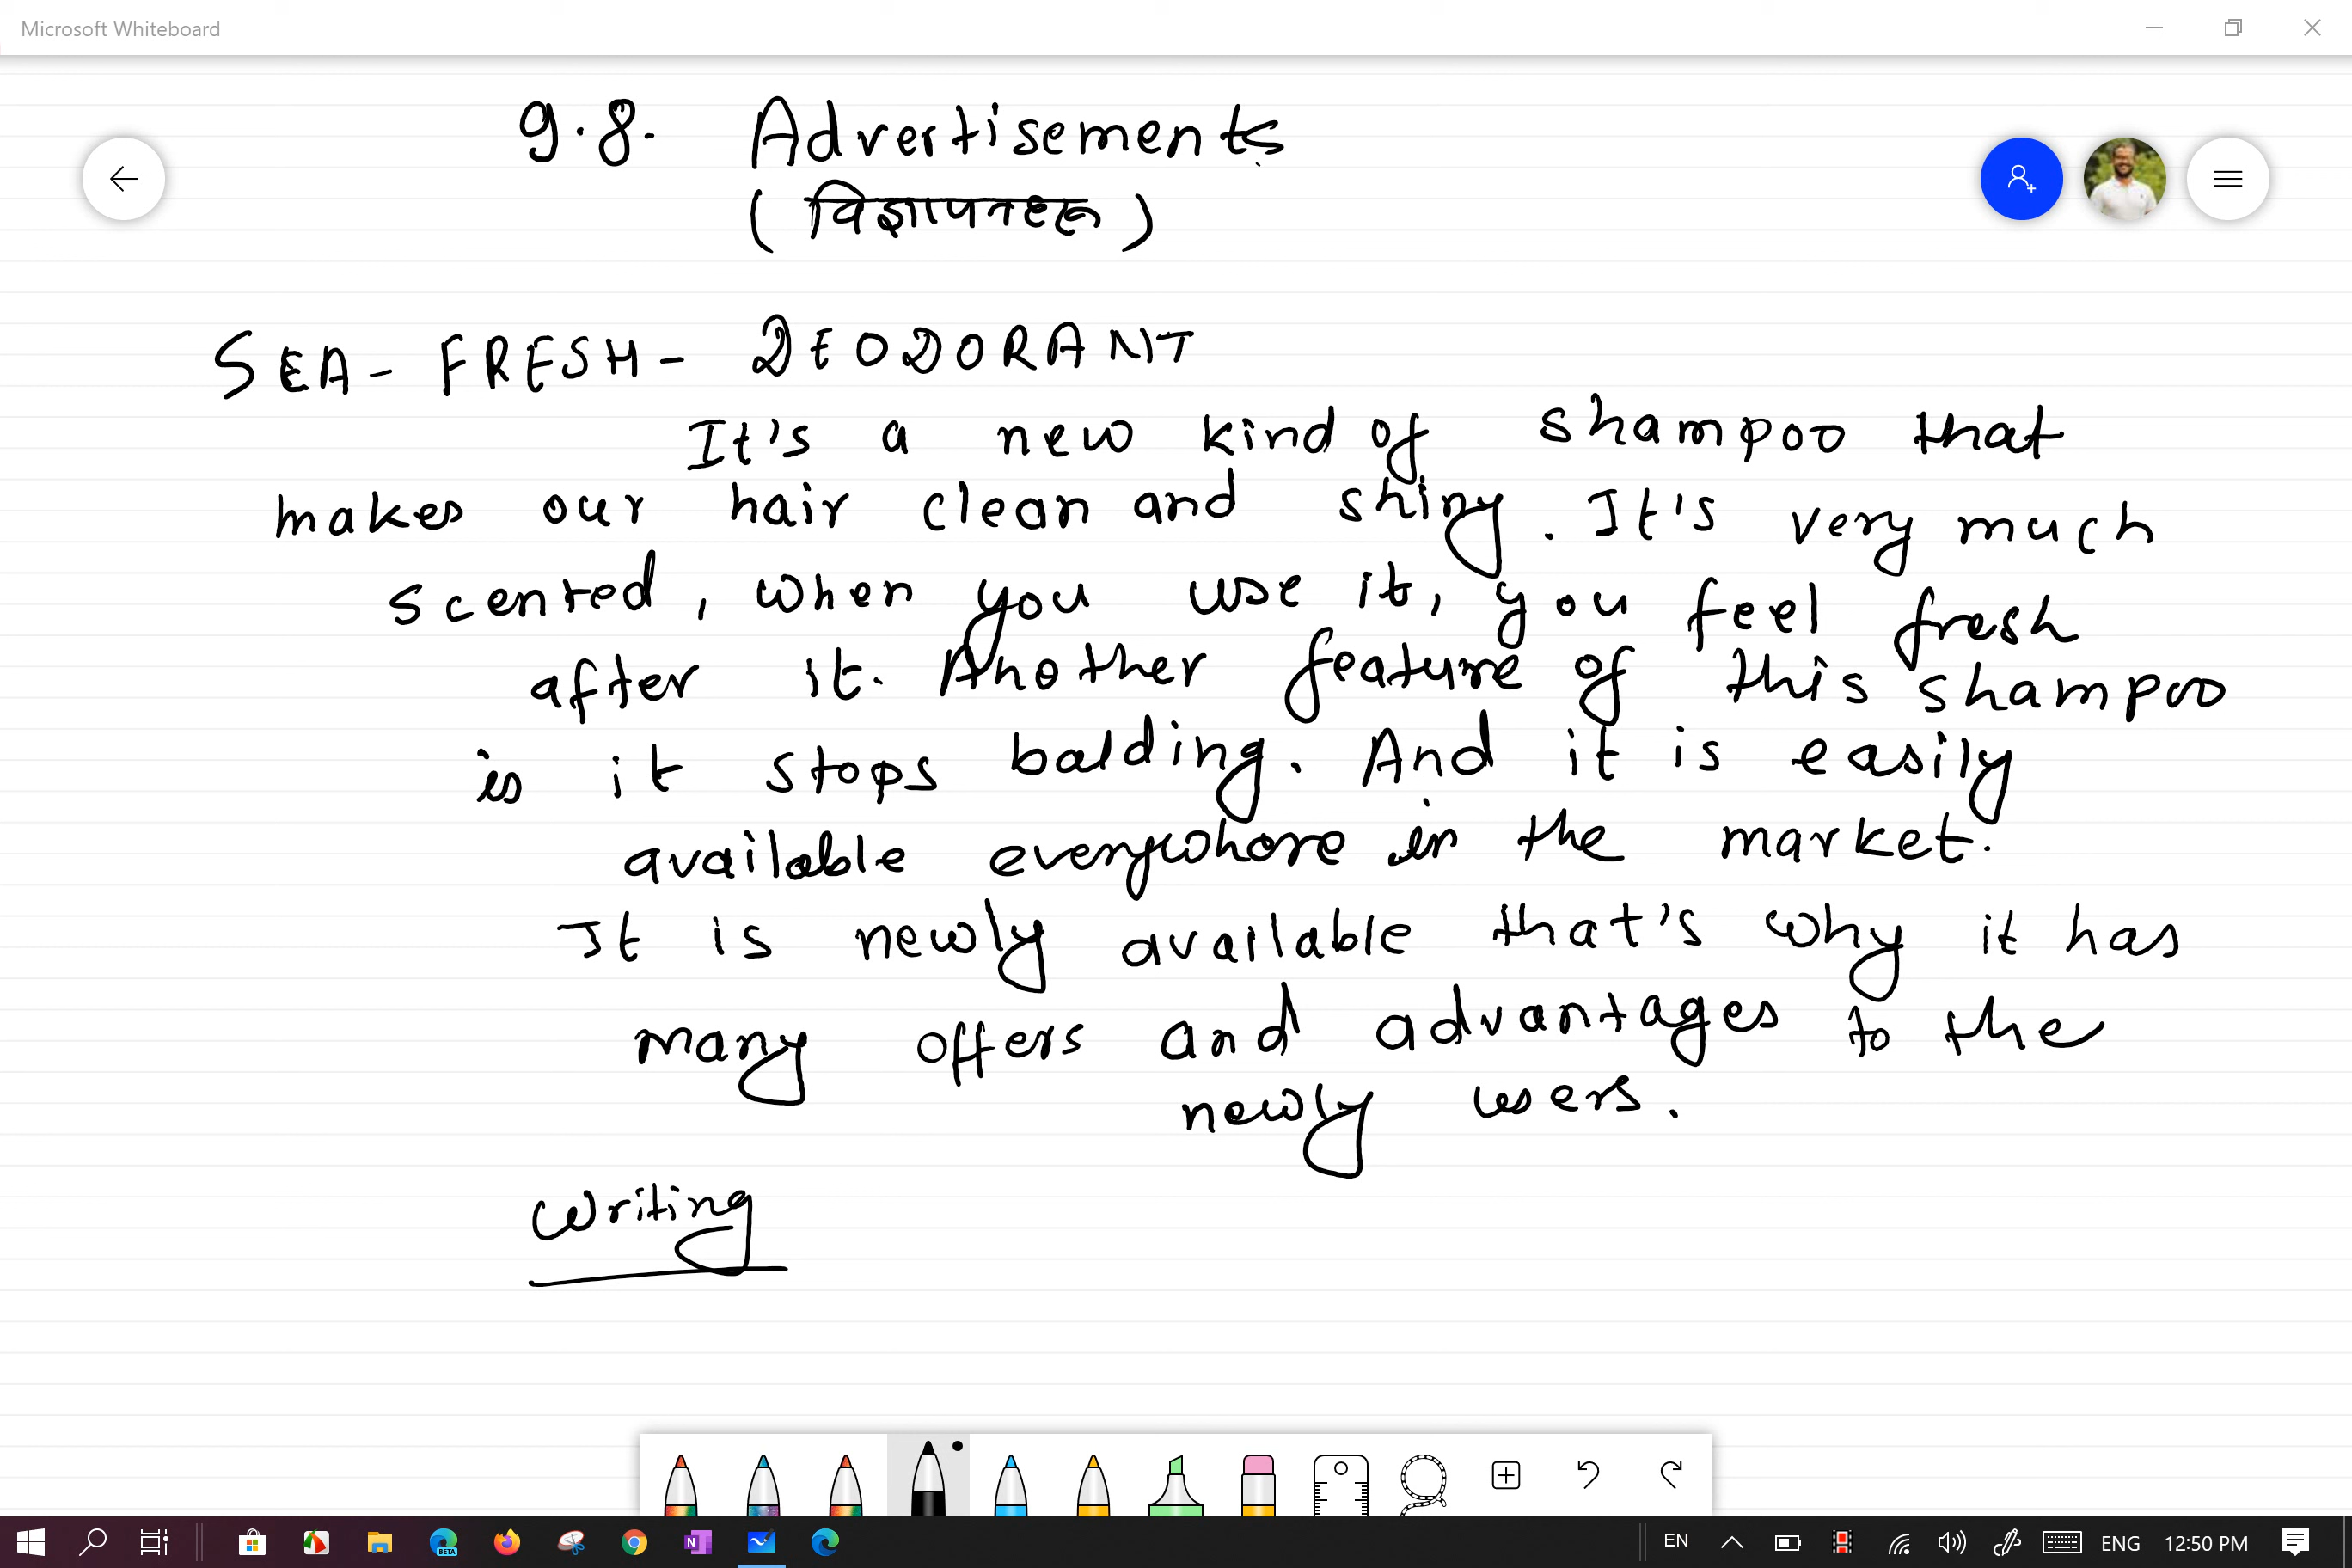 Microsoft Whiteboard
9.8. Advertisements
(विज्ञापनहरू)
SEA-FRESH-DEODORANT
It's a new kind of shampoo that
makes our hair clean and shiny. It's very much
scented, when you use it, you feel fresh
after it. Another feature of this shampoo
is it stops balding. And it is easily
available everywhere in the market.
It is newly available that's why it has
many offers and advantages to the
newly users.
Writing
BETA
N
EN
ENG
12:50 PM